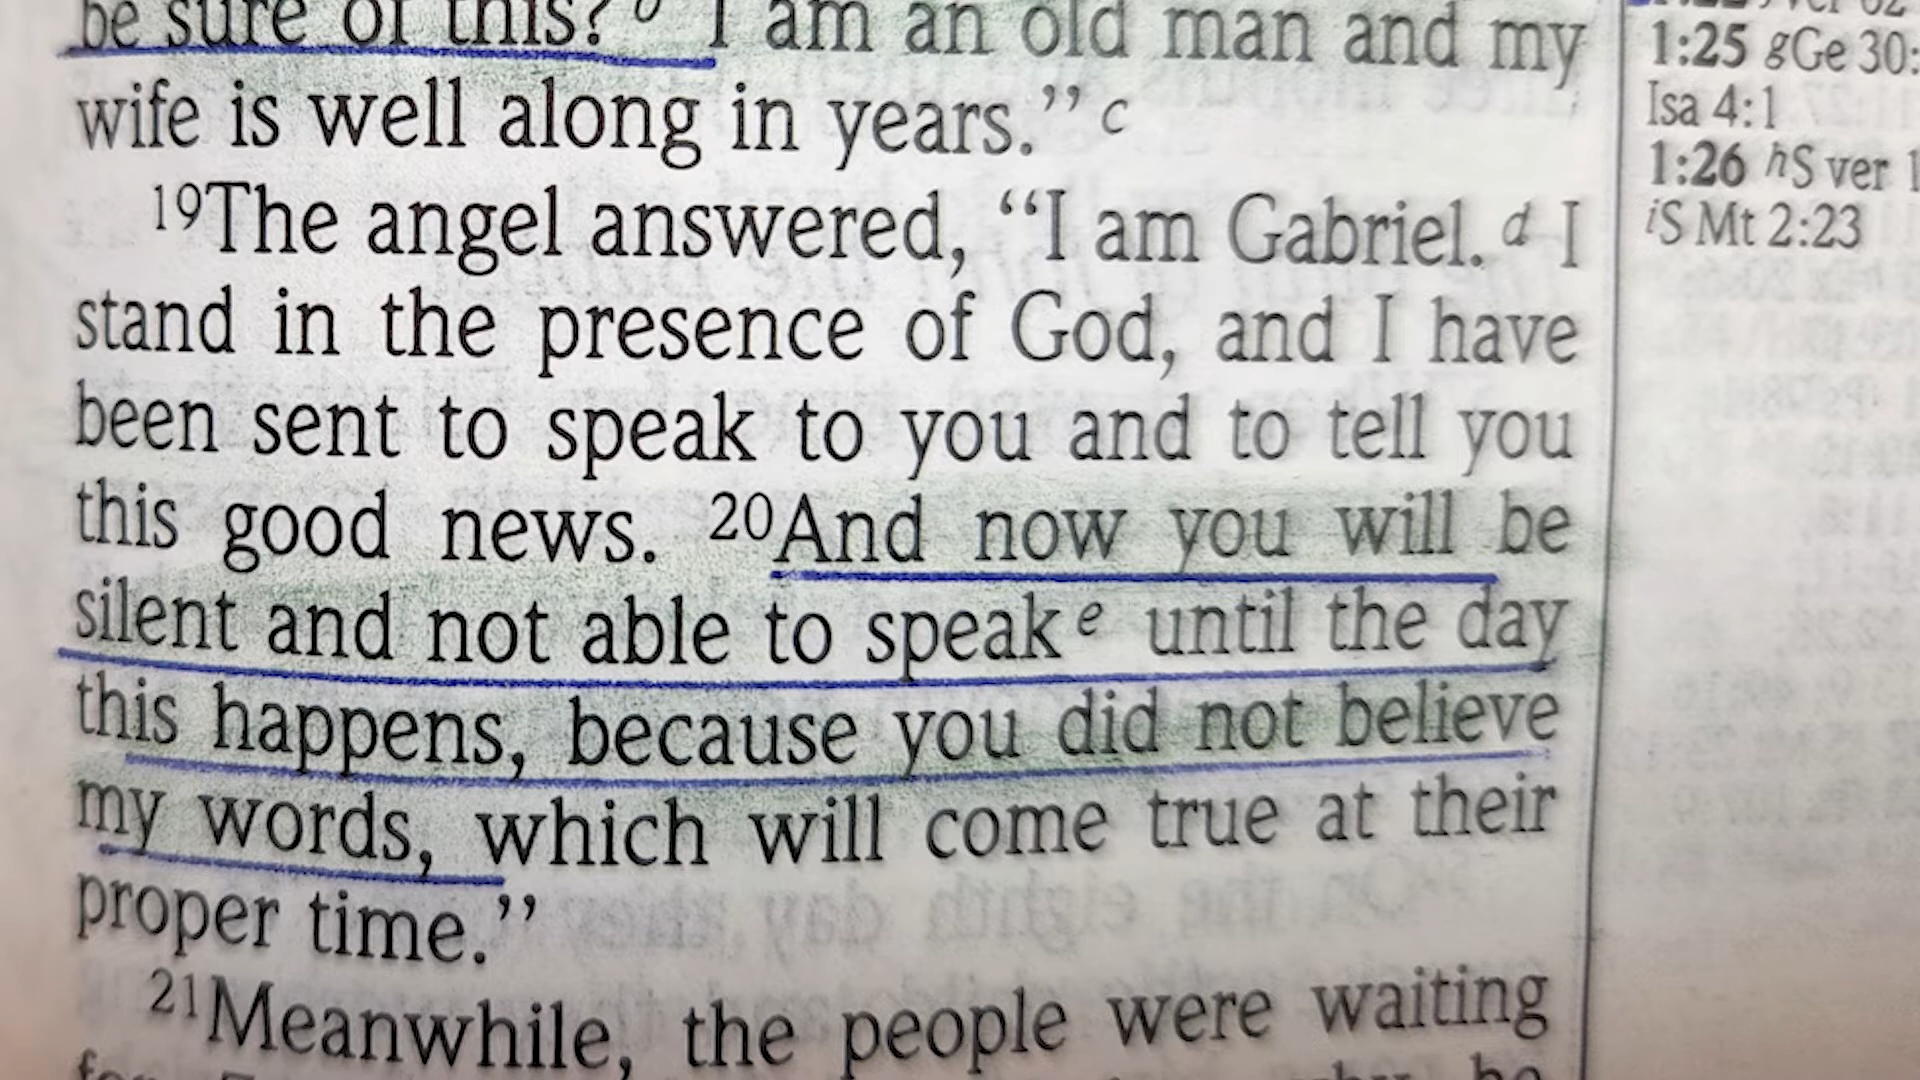 be sure of this? b I am an old man and my
wife is well along in years.” c
19The angel answered, “I am Gabriel. d I
stand in the presence of God, and I have
been sent to speak to you and to tell you
this good news. 20And now you will be
silent and not able to speak e until the day
this happens, because you did not believe
my words, which will come true at their
proper time.”
21Meanwhile, the people were waiting
1:25 gGe 30:
Isa 4:1
1:26 hS ver 1
iS Mt 2:23